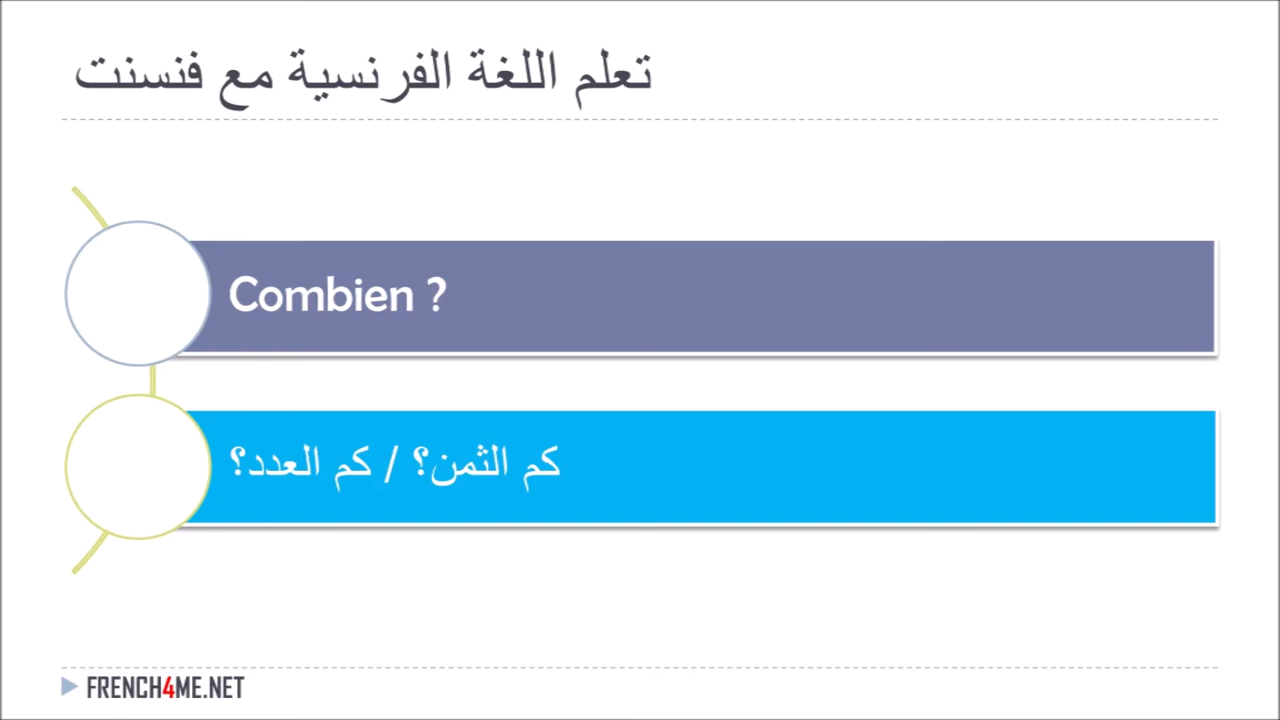 تعلم اللغة الفرنسية مع فنسنت
Combien ?
كم الثمن؟ / كم العدد؟
FRENCH4ME.NET